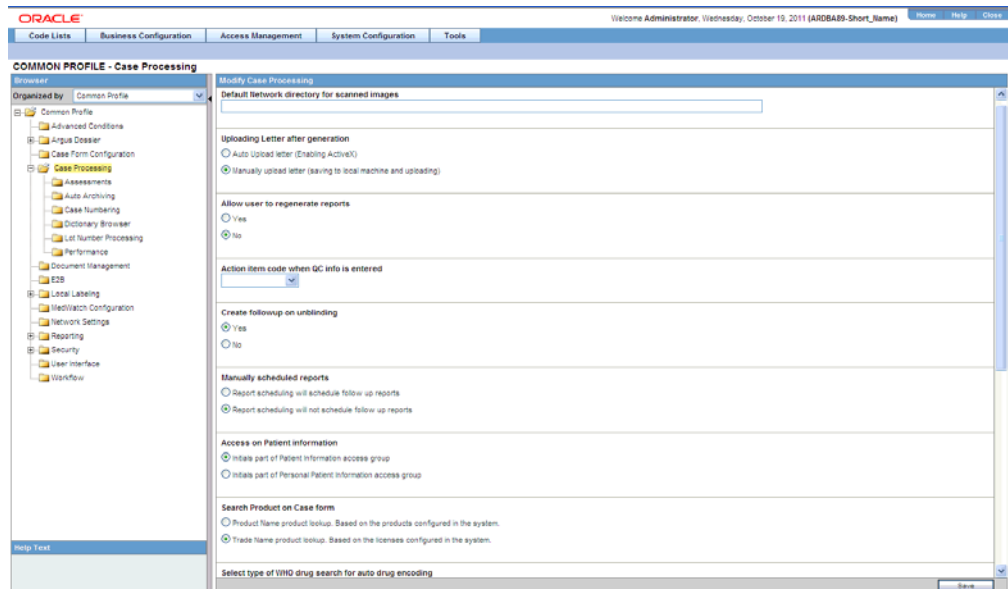 ORACLE
Welcome Administrator, Wednesday, October 19, 2011 (ARDBA89-Short_Name)
Home Help Close
Code Lists Business Configuration Access Management System Configuration Tools
COMMON PROFILE - Case Processing
Browser
Organized by Common Profile
Common Profile
Advanced Conditions
Argus Dossier
Case Form Configuration
Case Processing
Assessments
Auto Archiving
Case Numbering
Dictionary Browser
Lot Number Processing
Performance
Document Management
E2B
Local Labeling
MedWatch Configuration
Network Settings
Reporting
Security
User Interface
Workflow
Help Text
Modify Case Processing
Default Network directory for scanned images
Uploading Letter after generation
Auto Upload letter (Enabling ActiveX)
Manually upload letter (saving to local machine and uploading)
Allow user to regenerate reports
Yes
No
Action item code when QC info is entered
Create followup on unblinding
Yes
No
Manually scheduled reports
Report scheduling will schedule follow up reports
Report scheduling will not schedule follow up reports
Access on Patient information
Initials part of Patient Information access group
Initials part of Personal Patient Information access group
Search Product on Case form
Product Name product lookup. Based on the products configured in the system.
Trade Name product lookup. Based on the licenses configured in the system.
Select type of WHO drug search for auto drug encoding
Save